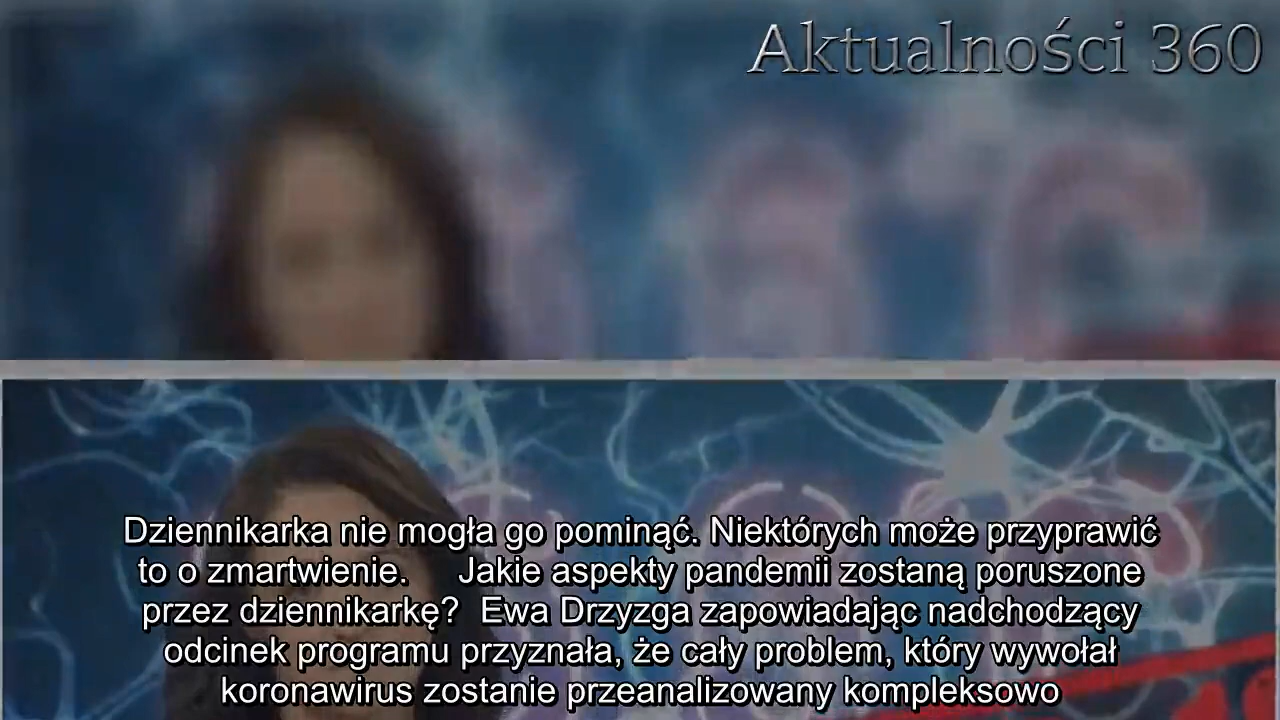 Aktualności 360
Dziennikarka nie mogła go pominąć. Niektórych może przyprawić
to o zmartwienie. Jakie aspekty pandemii zostaną poruszone
przez dziennikarkę? Ewa Drzyzga zapowiadając nadchodzący
odcinek programu przyznała, że cały problem, który wywołał
koronawirus zostanie przeanalizowany kompleksowo